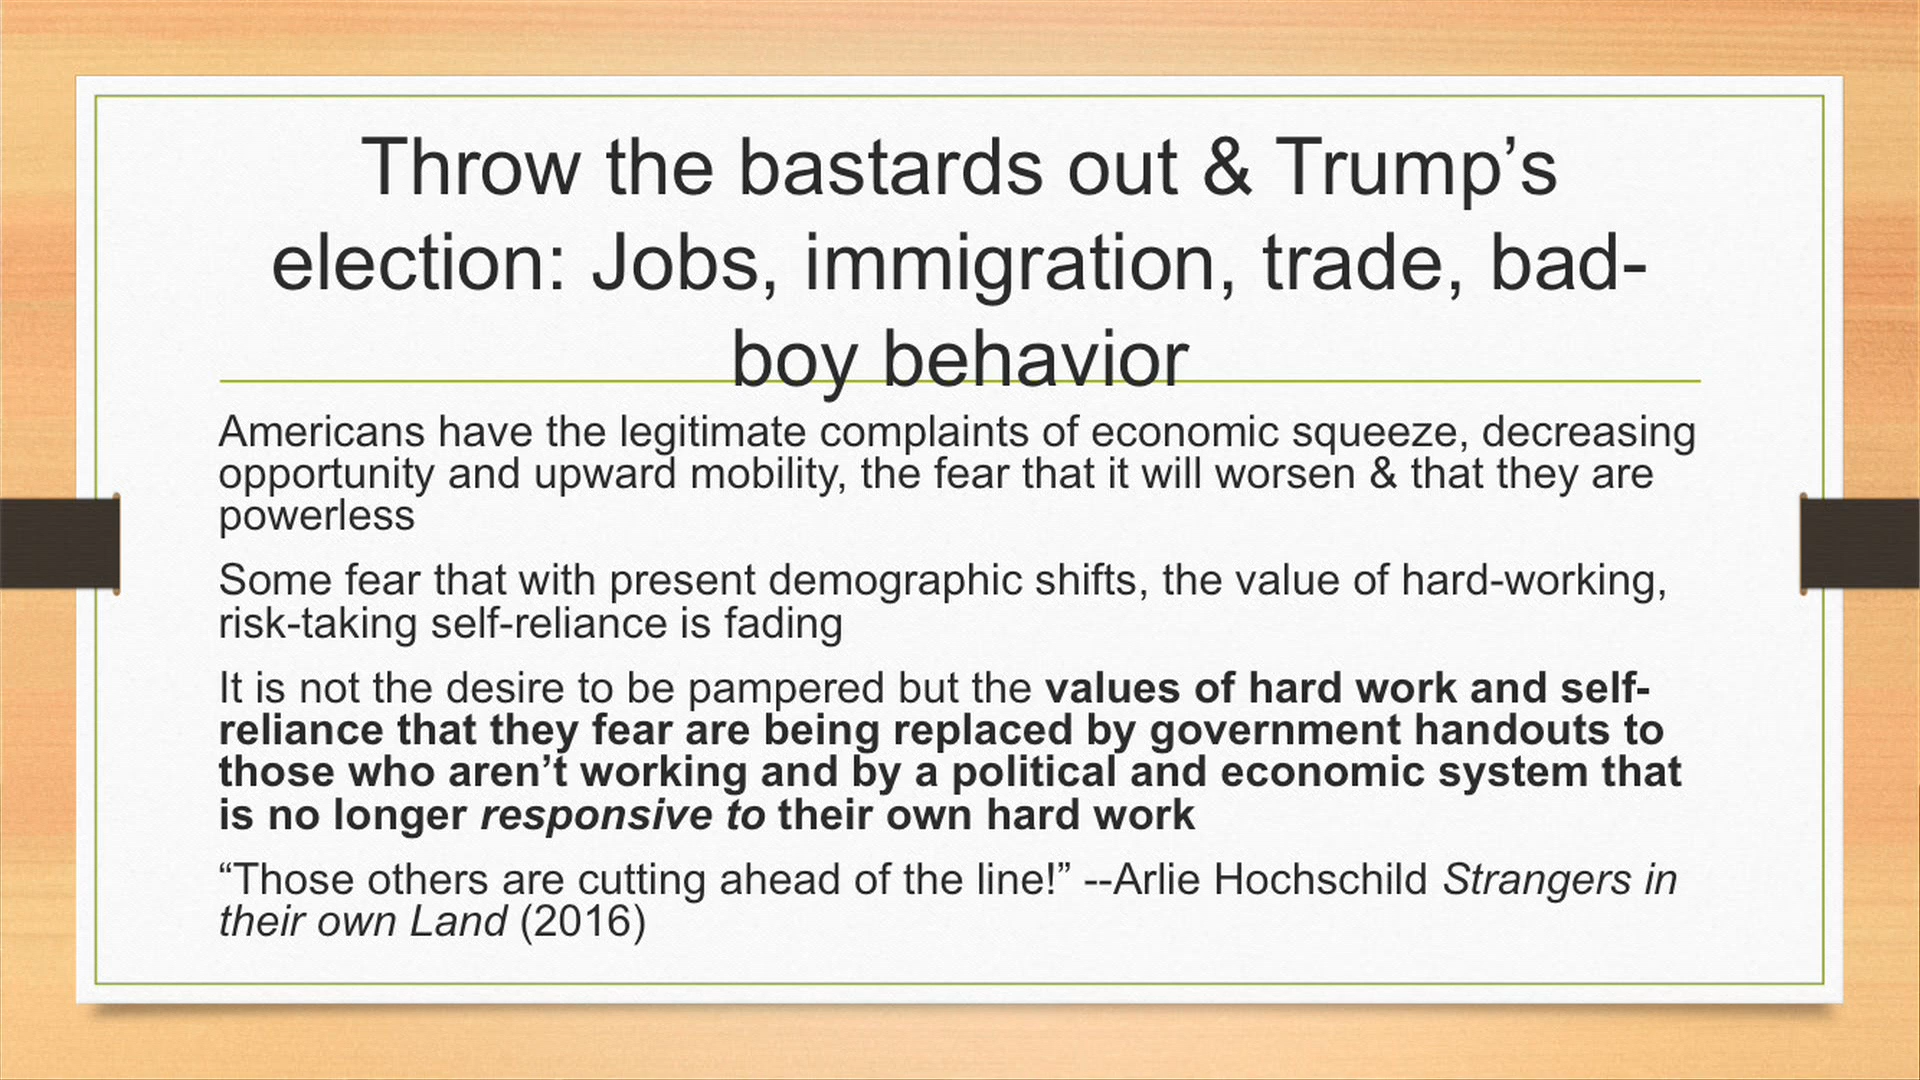 Throw the bastards out & Trump’s
election: Jobs, immigration, trade, bad-
boy behavior
Americans have the legitimate complaints of economic squeeze, decreasing
opportunity and upward mobility, the fear that it will worsen & that they are
powerless
Some fear that with present demographic shifts, the value of hard-working,
risk-taking self-reliance is fading
It is not the desire to be pampered but the values of hard work and self-
reliance that they fear are being replaced by government handouts to
those who aren’t working and by a political and economic system that
is no longer responsive to their own hard work
“Those others are cutting ahead of the line!” --Arlie Hochschild Strangers in
their own Land (2016)